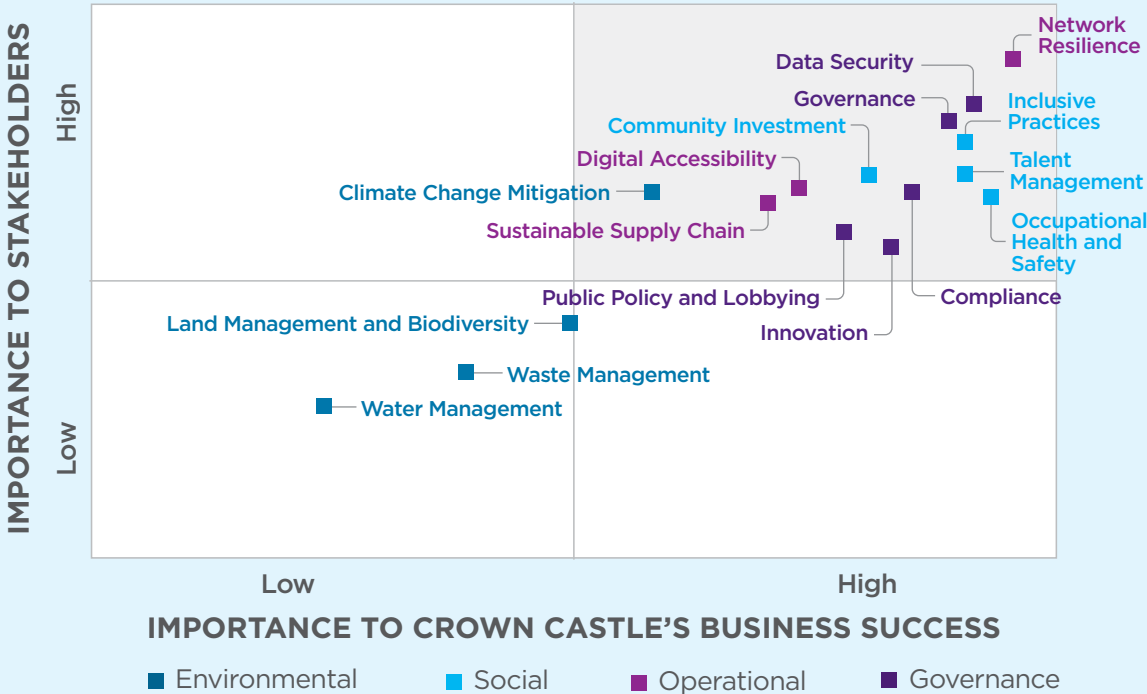 IMPORTANCE TO STAKEHOLDERS
High
Low
Network
Resilience
Data Security
Governance
Inclusive
Practices
Community Investment
Digital Accessibility
Talent
Management
Climate Change Mitigation
Sustainable Supply Chain
Occupational
Health and
Safety
Public Policy and Lobbying
Compliance
Innovation
Land Management and Biodiversity
Waste Management
Water Management
Low
High
IMPORTANCE TO CROWN CASTLE’S BUSINESS SUCCESS
Environmental
Social
Operational
Governance